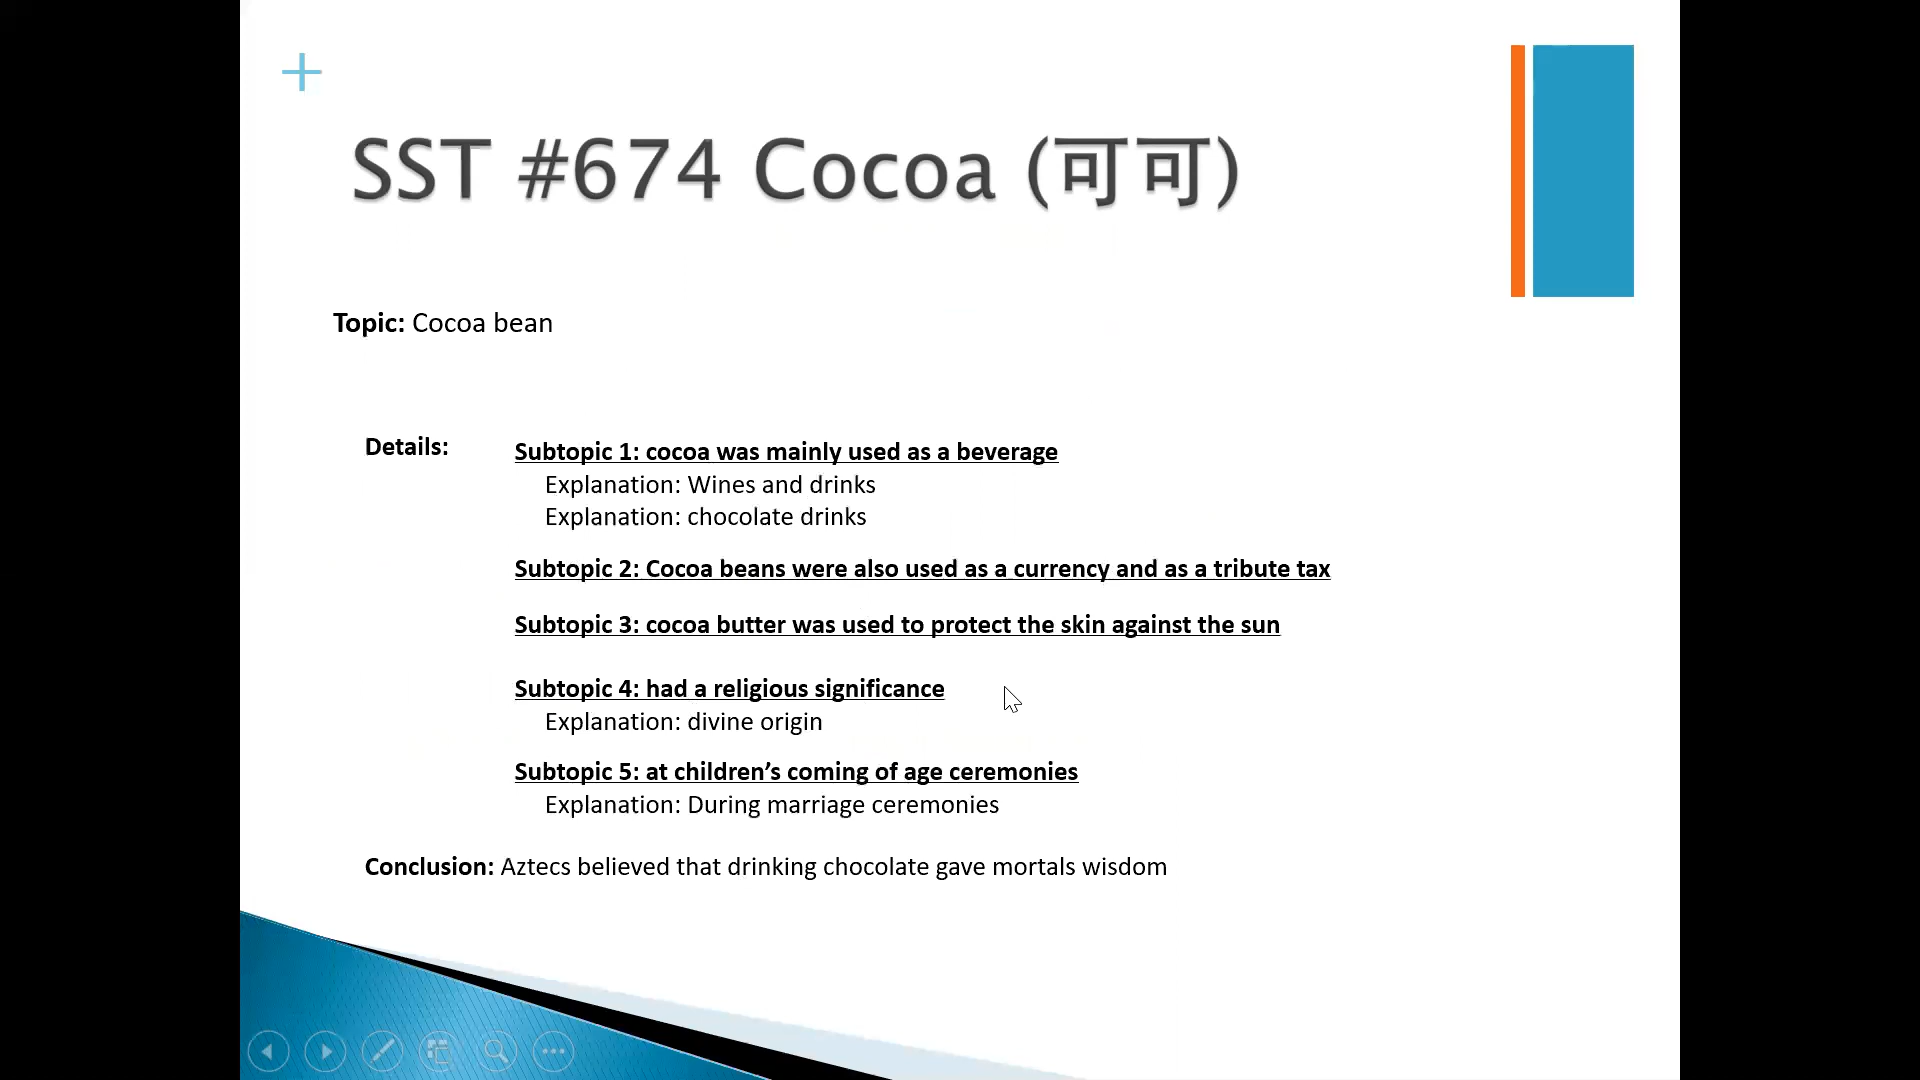 SST #674 Cocoa (可可)
Topic: Cocoa bean
Details:
Subtopic 1: cocoa was mainly used as a beverage
Explanation: Wines and drinks
Explanation: chocolate drinks
Subtopic 2: Cocoa beans were also used as a currency and as a tribute tax
Subtopic 3: cocoa butter was used to protect the skin against the sun
Subtopic 4: had a religious significance
Explanation: divine origin
Subtopic 5: at children’s coming of age ceremonies
Explanation: During marriage ceremonies
Conclusion: Aztecs believed that drinking chocolate gave mortals wisdom